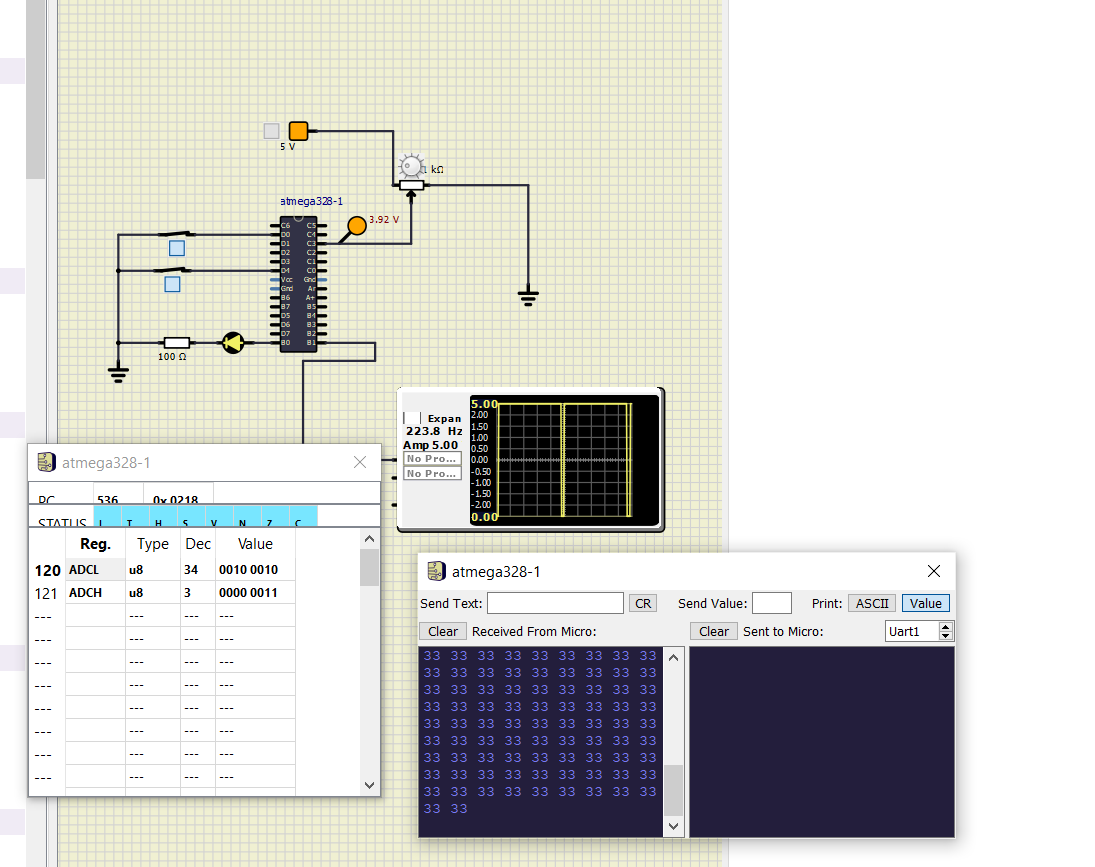 5 V
1 kΩ
atmega328-1
3.92 V
C6 C5
D0 C4
D1 C3
D2 C2
D3 C1
D4 C0
Vcc Gnd
Gnd Ar
B6 A+
B7 B5
D5 B4
D6 B3
D7 B2
B0 B1
100 Ω
Expan
223.8 Hz
Amp 5.00
No Pro...
No Pro...
5.00
2.00
1.50
1.00
0.50
0.00
-0.50
-1.00
-1.50
-2.00
0.00
atmega328-1
PC 536 0x 0218
STATUS I T H S V N Z C
Reg. Type Dec Value
120 ADCL u8 34 0010 0010
121 ADCH u8 3 0000 0011
--- --- --- ---
--- --- --- ---
--- --- --- ---
--- --- --- ---
--- --- --- ---
--- --- --- ---
--- --- --- ---
--- --- --- ---
atmega328-1
Send Text: CR Send Value: Print: ASCII Value
Clear Received From Micro: Clear Sent to Micro: Uart1
33 33 33 33 33 33 33 33 33
33 33 33 33 33 33 33 33 33
33 33 33 33 33 33 33 33 33
33 33 33 33 33 33 33 33 33
33 33 33 33 33 33 33 33 33
33 33 33 33 33 33 33 33 33
33 33 33 33 33 33 33 33 33
33 33 33 33 33 33 33 33 33
33 33 33 33 33 33 33 33 33
33 33